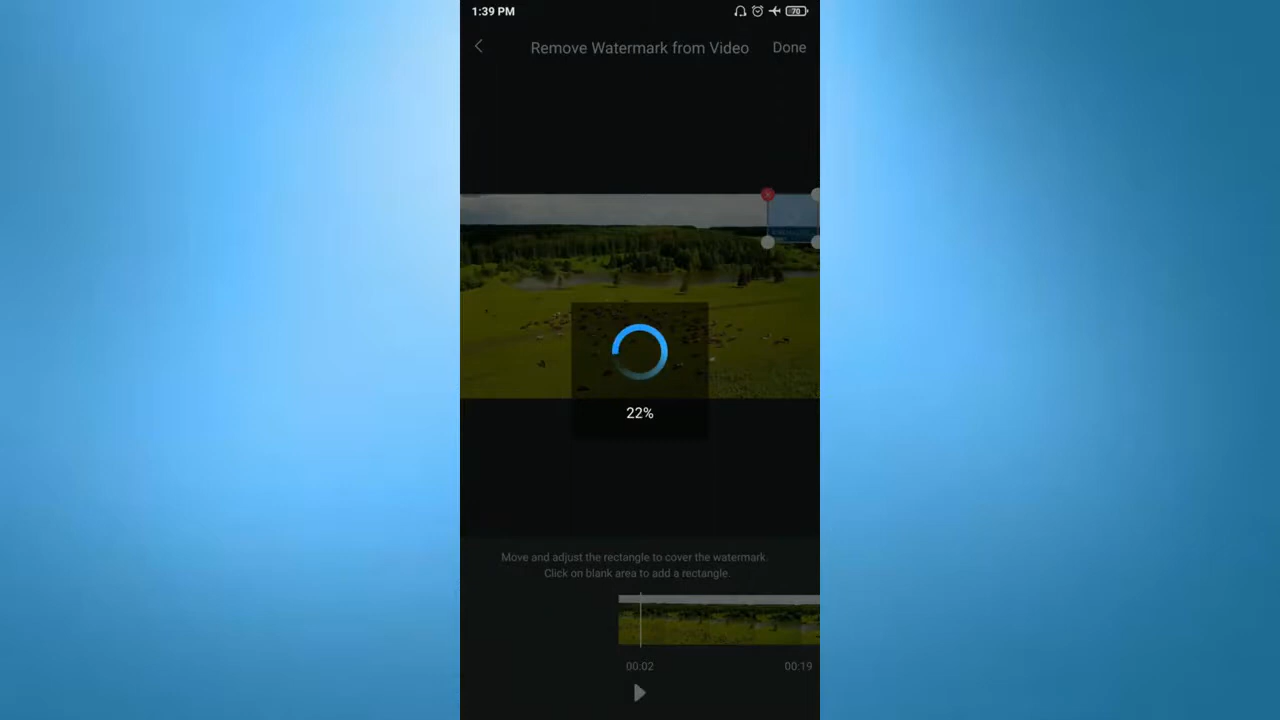 1:39 PM
70
Remove Watermark from Video
Done
22%
Move and adjust the rectangle to cover the watermark.
Click on blank area to add a rectangle.
00:02
00:19